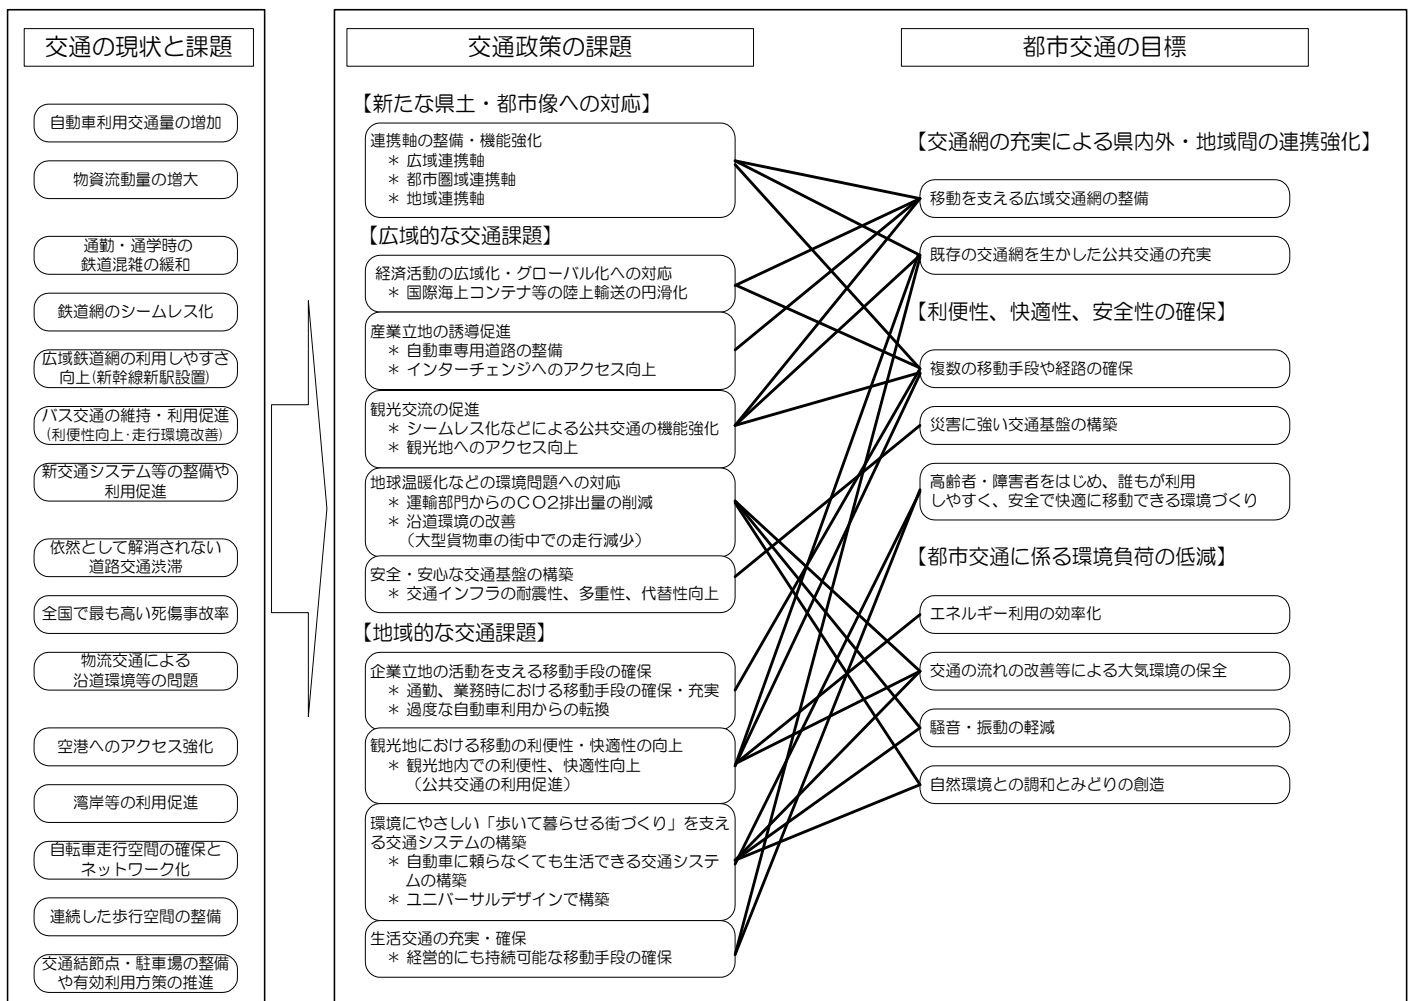 交通の現状と課題
自動車利用交通量の増加
物資流動量の増大
通勤・通学時の
鉄道混雑の緩和
鉄道網のシームレス化
広域鉄道網の利用しやすさ
向上(新幹線新駅設置)
バス交通の維持・利用促進
(利便性向上・走行環境改善)
新交通システム等の整備や
利用促進
依然として解消されない
道路交通渋滞
全国で最も高い死傷事故率
物流交通による
沿道環境等の問題
空港へのアクセス強化
湾岸等の利用促進
自転車走行空間の確保と
ネットワーク化
連続した歩行空間の整備
交通結節点・駐車場の整備
や有効利用方策の推進
交通政策の課題
【新たな県土・都市像への対応】
連携軸の整備・機能強化
＊ 広域連携軸
＊ 都市圏域連携軸
＊ 地域連携軸
【広域的な交通課題】
経済活動の広域化・グローバル化への対応
＊ 国際海上コンテナ等の陸上輸送の円滑化
産業立地の誘導促進
＊ 自動車専用道路の整備
＊ インターチェンジへのアクセス向上
観光交流の促進
＊ シームレス化などによる公共交通の機能強化
＊ 観光地へのアクセス向上
地球温暖化などの環境問題への対応
＊ 運輸部門からのＣＯ２排出量の削減
＊ 沿道環境の改善
（大型貨物車の街中での走行減少）
安全・安心な交通基盤の構築
＊ 交通インフラの耐震性、多重性、代替性向上
【地域的な交通課題】
企業立地の活動を支える移動手段の確保
＊ 通勤、業務時における移動手段の確保・充実
＊ 過度な自動車利用からの転換
観光地における移動の利便性・快適性の向上
＊ 観光地内での利便性、快適性向上
（公共交通の利用促進）
環境にやさしい「歩いて暮らせる街づくり」を支え
る交通システムの構築
＊ 自動車に頼らなくても生活できる交通システ
ムの構築
＊ ユニバーサルデザインで構築
生活交通の充実・確保
＊ 経営的にも持続可能な移動手段の確保
都市交通の目標
【交通網の充実による県内外・地域間の連携強化】
移動を支える広域交通網の整備
既存の交通網を生かした公共交通の充実
【利便性、快適性、安全性の確保】
複数の移動手段や経路の確保
災害に強い交通基盤の構築
高齢者・障害者をはじめ、誰もが利用
しやすく、安全で快適に移動できる環境づくり
【都市交通に係る環境負荷の低減】
エネルギー利用の効率化
交通の流れの改善等による大気環境の保全
騒音・振動の軽減
自然環境との調和とみどりの創造